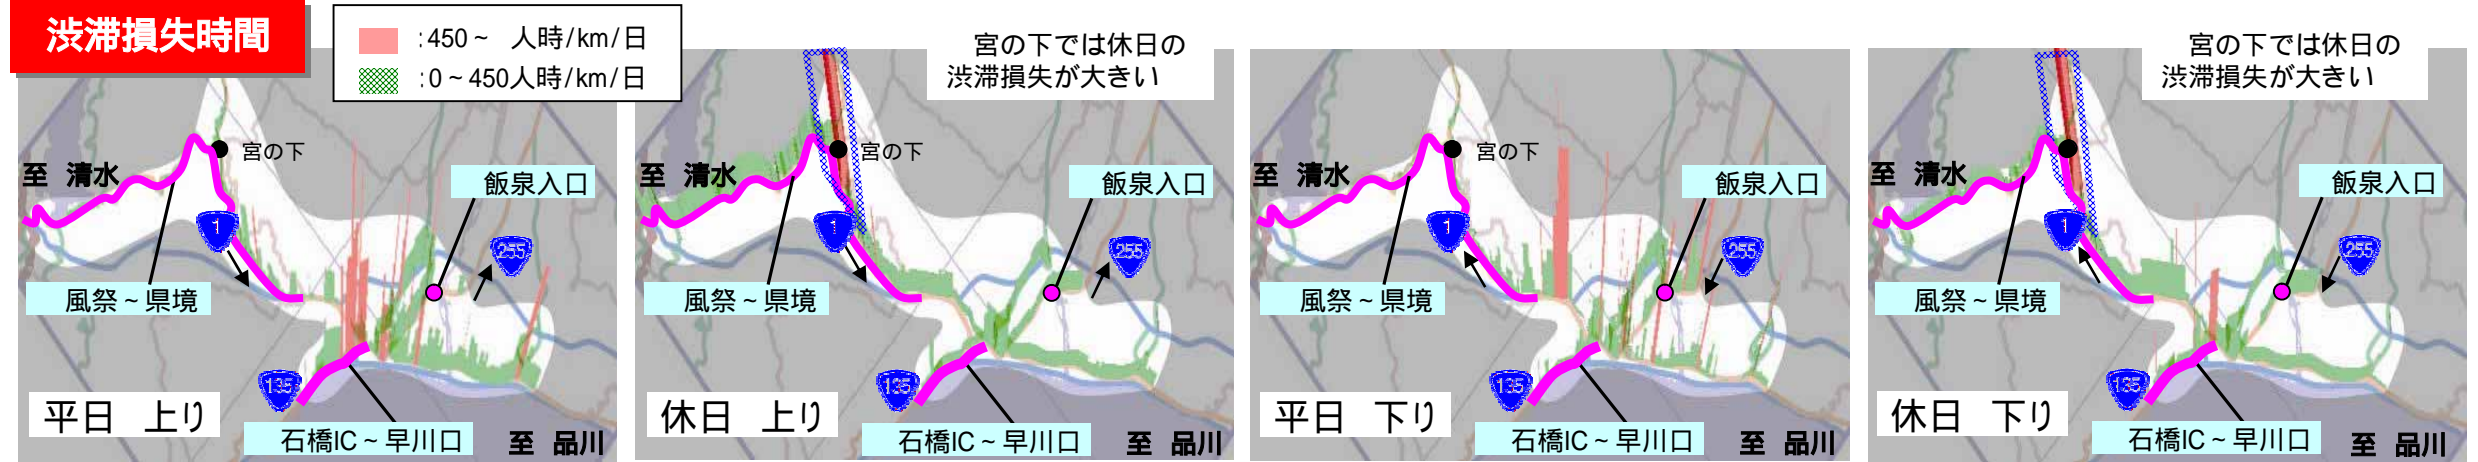 渋滞損失時間
:450～ 人時/km/日
:0～450人時/km/日
宮の下
至 清水
飯泉入口
1
255
風祭～県境
135
平日 上り
石橋IC～早川口
至 品川
宮の下では休日の
渋滞損失が大きい
宮の下
至 清水
飯泉入口
1
255
風祭～県境
135
休日 上り
石橋IC～早川口
至 品川
宮の下
至 清水
飯泉入口
1
255
風祭～県境
135
平日 下り
石橋IC～早川口
至 品川
宮の下では休日の
渋滞損失が大きい
至 清水
飯泉入口
1
255
風祭～県境
135
休日 下り
石橋IC～早川口
至 品川